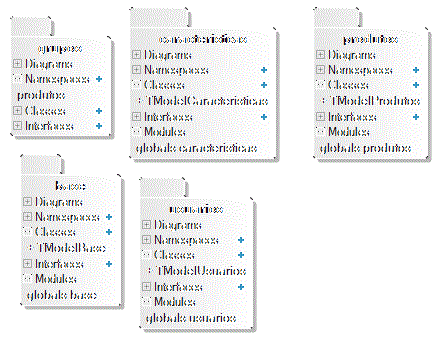 grupos
Diagrams
Namespaces
produtos
Classes
Interfaces
caracteristicas
Diagrams
Namespaces
Classes
TModelCaracteristicas
Interfaces
Modules
globals caracteristicas
produtos
Diagrams
Namespaces
Classes
TModelProdutos
Interfaces
Modules
globals produtos
base
Diagrams
Namespaces
Classes
TModelBase
Interfaces
Modules
globals base
usuarios
Diagrams
Namespaces
Classes
TModelUsuarios
Interfaces
Modules
globals usuarios